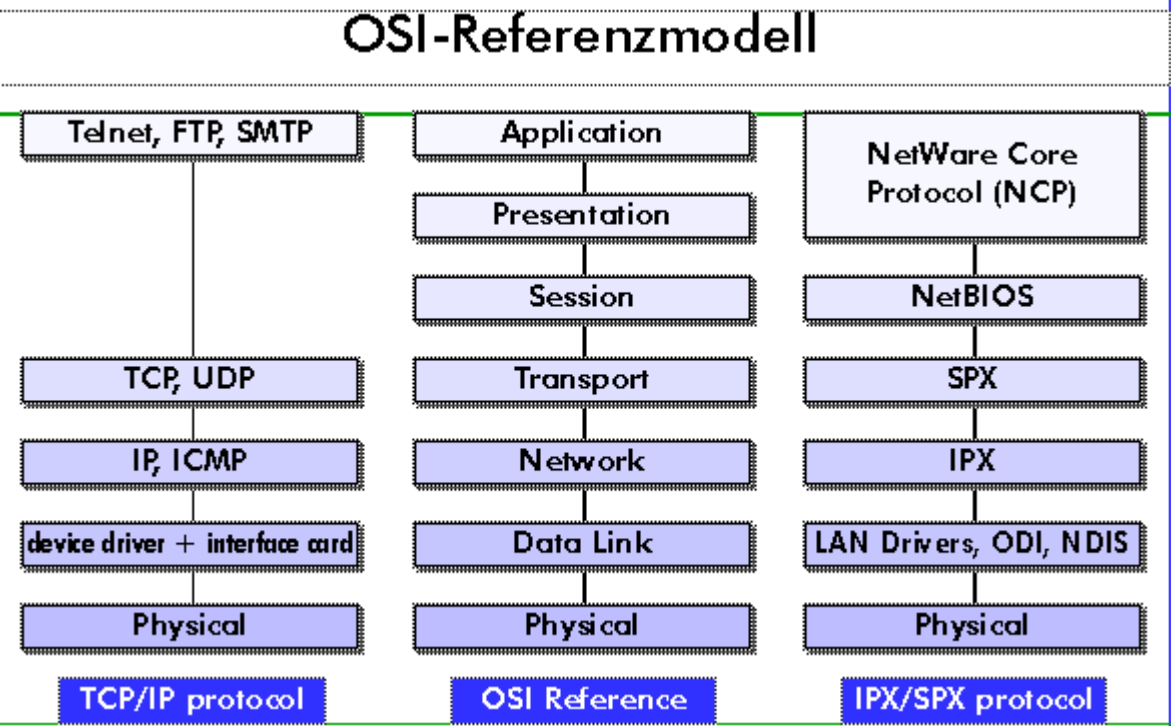 OSI-Referenzmodell
Telnet, FTP, SMTP
Application
NetWare Core
Protocol (NCP)
Presentation
Session
NetBIOS
TCP, UDP
Transport
SPX
IP, ICMP
Network
IPX
device driver + interface card
Data Link
LAN Drivers, ODI, NDIS
Physical
Physical
Physical
TCP/IP protocol
OSI Reference
IPX/SPX protocol